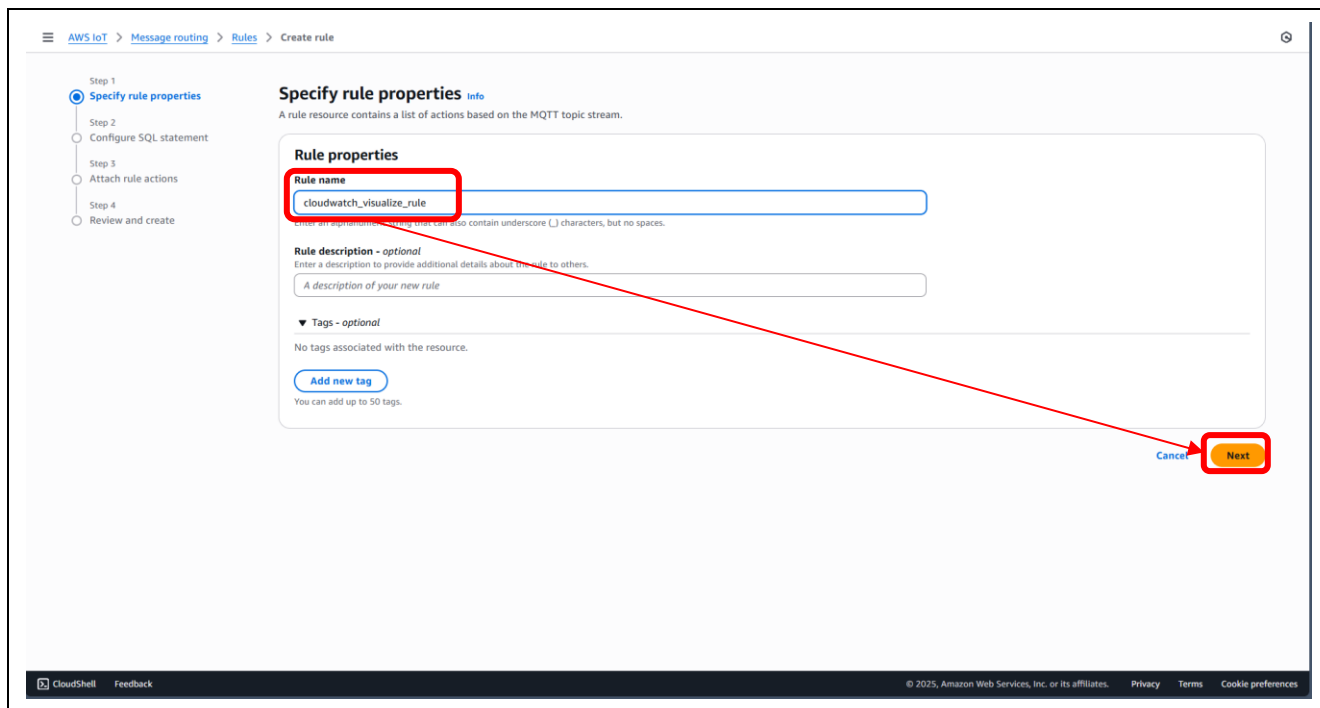 AWS IoT > Message routing > Rules > Create rule
Step 1
Specify rule properties
Step 2
Configure SQL statement
Step 3
Attach rule actions
Step 4
Review and create
Specify rule properties Info
A rule resource contains a list of actions based on the MQTT topic stream.
Rule properties
Rule name
cloudwatch_visualize_rule
Enter an alphanumeric string that can also contain underscore (_) characters, but no spaces.
Rule description - optional
Enter a description to provide additional details about the rule to others.
A description of your new rule
Tags - optional
No tags associated with the resource.
Add new tag
You can add up to 50 tags.
Cancel
Next
CloudShell Feedback © 2025, Amazon Web Services, Inc. or its affiliates. Privacy Terms Cookie preferences